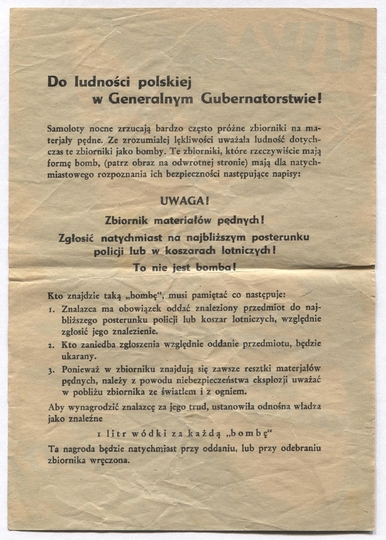 Do ludności polskiej
w Generalnym Gubernatorstwie!
Samoloty nocne zrzucają bardzo często próżne zbiorniki na ma-
terjały pędne. Ze zrozumiałej lękliwości uważała ludność dotych-
czas te zbiorniki jako bomby. Te zbiorniki, które rzeczywiście mają
formę bomb, (patrz obraz na odwrotnej stronie) mają dla natych-
miastowego rozpoznania ich bezpieczności następujące napisy:
UWAGA!
Zbiornik materiałów pędnych!
Zgłosić natychmiast na najbliższym posterunku
policji lub w koszarach lotniczych!
To nie jest bomba!
Kto znajdzie taką „bombę”, musi pamiętać co następuje:
1. Znalazca ma obowiązek oddać znaleziony przedmiot do naj-
bliższego posterunku policji lub koszar lotniczych, względnie
zgłosić jego znalezienie.
2. Kto zaniedba zgłoszenia względnie oddanie przedmiotu, będzie
ukarany.
3. Ponieważ w zbiorniku znajdują się zawsze resztki materjałów
pędnych, należy z powodu niebezpieczeństwa eksplozji uważać
w pobliżu zbiornika ze światłem i z ogniem.
Aby wynagrodzić znalazcę za jego trud, ustanowiła odnośna władza
jako znaleźne
1 litr wódki za każdą „bombę”
Ta nagroda będzie natychmiast przy oddaniu, lub przy odebraniu
zbiornika wręczona.